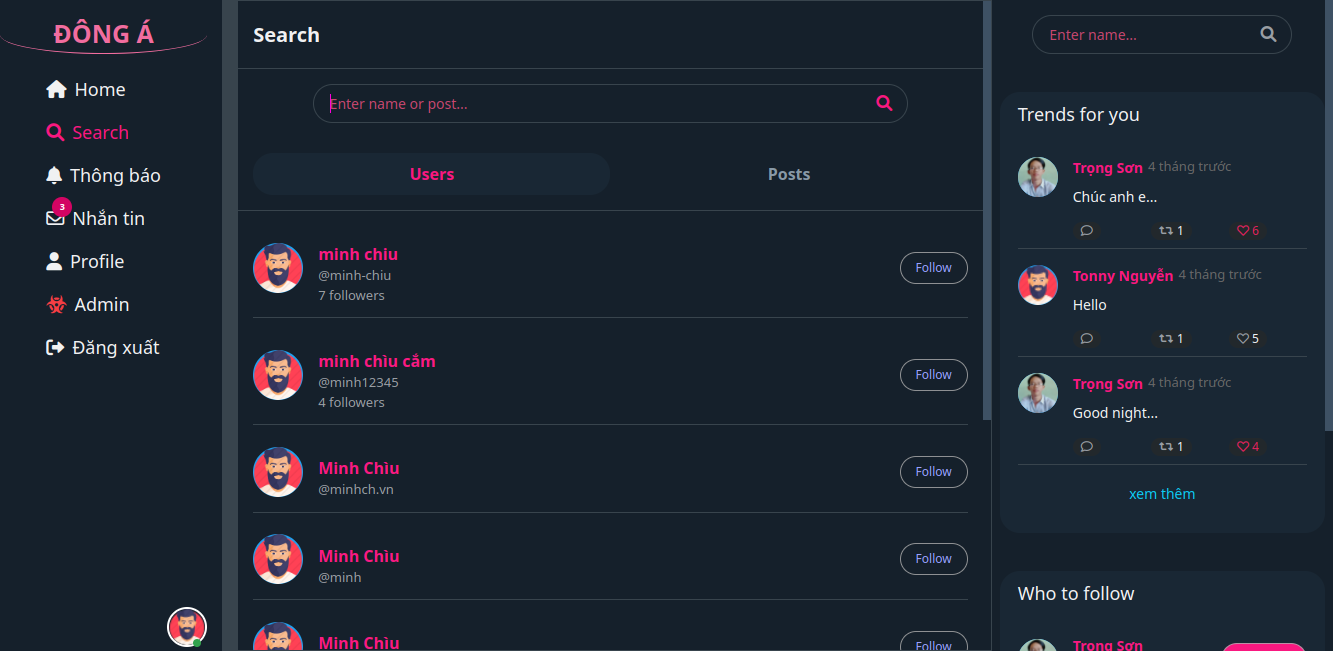 ĐÔNG Á
Home
Search
Thông báo
3
Nhắn tin
Profile
Admin
Đăng xuất
Search
Enter name or post...
Users
Posts
minh chiu
@minh-chiu
7 followers
Follow
minh chìu cắm
@minh12345
4 followers
Follow
Minh Chìu
@minhch.vn
Follow
Minh Chìu
@minh
Follow
Minh Chìu
Follow
Enter name...
Trends for you
Trọng Sơn 4 tháng trước
Chúc anh e...
1 6
Tonny Nguyễn 4 tháng trước
Hello
1 5
Trọng Sơn 4 tháng trước
Good night...
1 4
xem thêm
Who to follow
Trọng Sơn